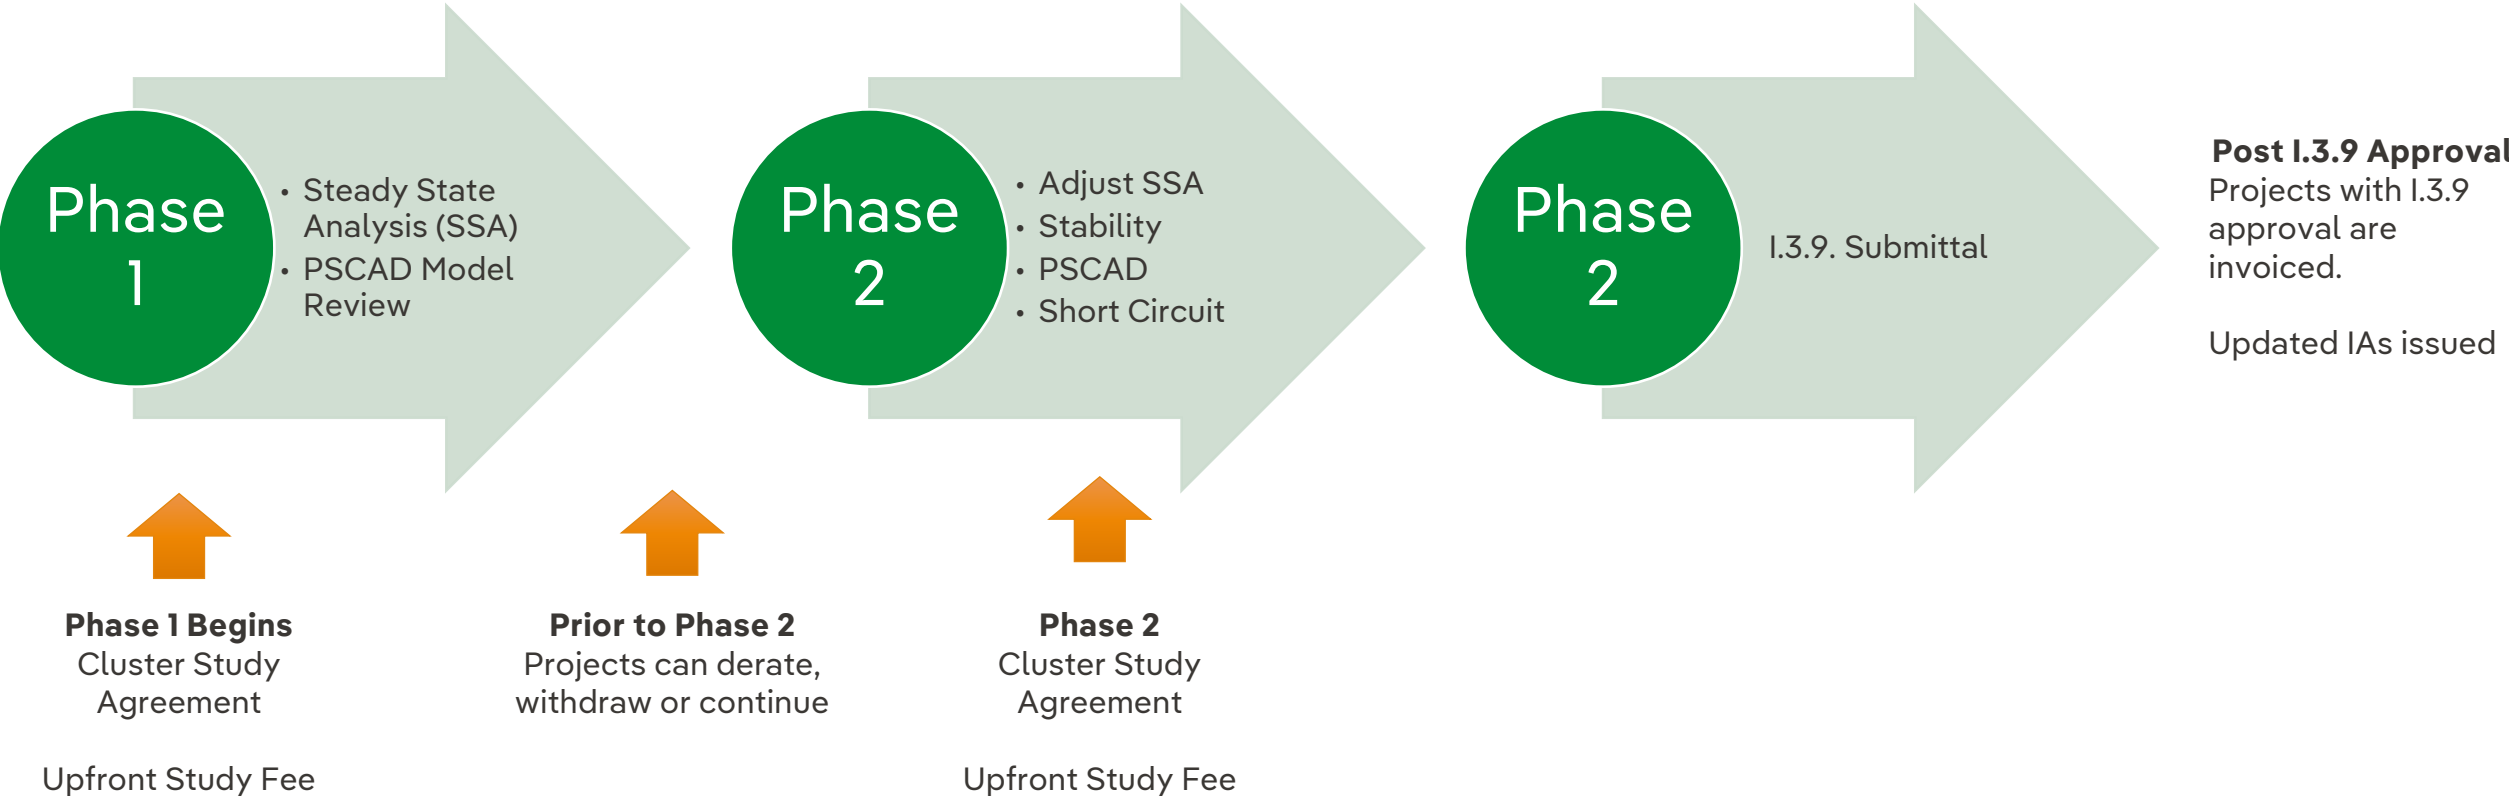 Phase
1
• Steady State
Analysis (SSA)
• PSCAD Model
Review
Phase
2
• Adjust SSA
• Stability
• PSCAD
• Short Circuit
Phase
2
I.3.9. Submittal
Post I.3.9 Approval
Projects with I.3.9
approval are
invoiced.
Updated IAs issued
Phase 1 Begins
Cluster Study
Agreement
Upfront Study Fee
Prior to Phase 2
Projects can derate,
withdraw or continue
Phase 2
Cluster Study
Agreement
Upfront Study Fee